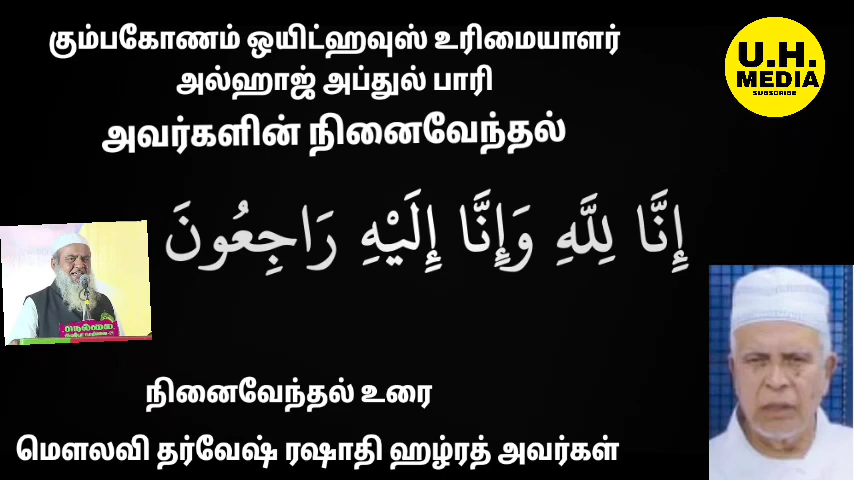 கும்பகோணம் ஒயிட்ஹவுஸ் உரிமையாளர்
அல்ஹாஜ் அப்துல் பாரி
அவர்களின் நினைவேந்தல்
U.H.
MEDIA
SUBSCRIBE
إِنَّا لِلَّهِ وَإِنَّا إِلَيْهِ رَاجِعُونَ
நினைவேந்தல் உரை
மௌலவி தர்வேஷ் ரஷாதி ஹழ்ரத் அவர்கள்